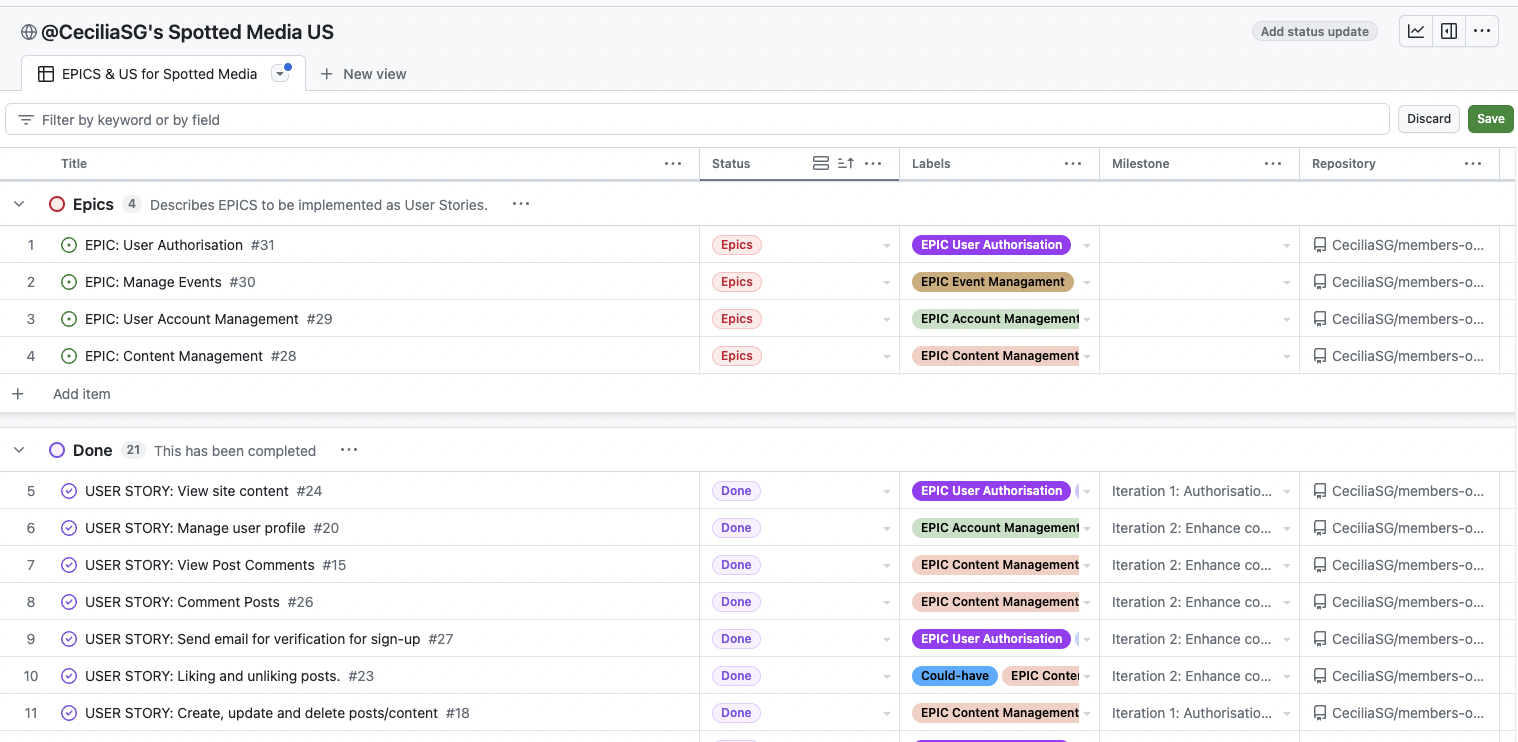 @CeciliaSG's Spotted Media US
Add status update
EPICS & US for Spotted Media
New view
Filter by keyword or by field
Discard
Save
Title Status Labels Milestone Repository
Epics 4 Describes EPICS to be implemented as User Stories.
1 EPIC: User Authorisation #31 Epics EPIC User Authorisation CeciliaSG/members-o...
2 EPIC: Manage Events #30 Epics EPIC Event Managament CeciliaSG/members-o...
3 EPIC: User Account Management #29 Epics EPIC Account Management CeciliaSG/members-o...
4 EPIC: Content Management #28 Epics EPIC Content Management CeciliaSG/members-o...
Add item
Done 21 This has been completed
5 USER STORY: View site content #24 Done EPIC User Authorisation Iteration 1: Authorisatio... CeciliaSG/members-o...
6 USER STORY: Manage user profile #20 Done EPIC Account Management Iteration 2: Enhance co... CeciliaSG/members-o...
7 USER STORY: View Post Comments #15 Done EPIC Content Management Iteration 2: Enhance co... CeciliaSG/members-o...
8 USER STORY: Comment Posts #26 Done EPIC Content Management Iteration 2: Enhance co... CeciliaSG/members-o...
9 USER STORY: Send email for verification for sign-up #27 Done EPIC User Authorisation Iteration 2: Enhance co... CeciliaSG/members-o...
10 USER STORY: Liking and unliking posts. #23 Done Could-have EPIC Conte Iteration 2: Enhance co... CeciliaSG/members-o...
11 USER STORY: Create, update and delete posts/content #18 Done EPIC Content Management Iteration 1: Authorisatio... CeciliaSG/members-o...